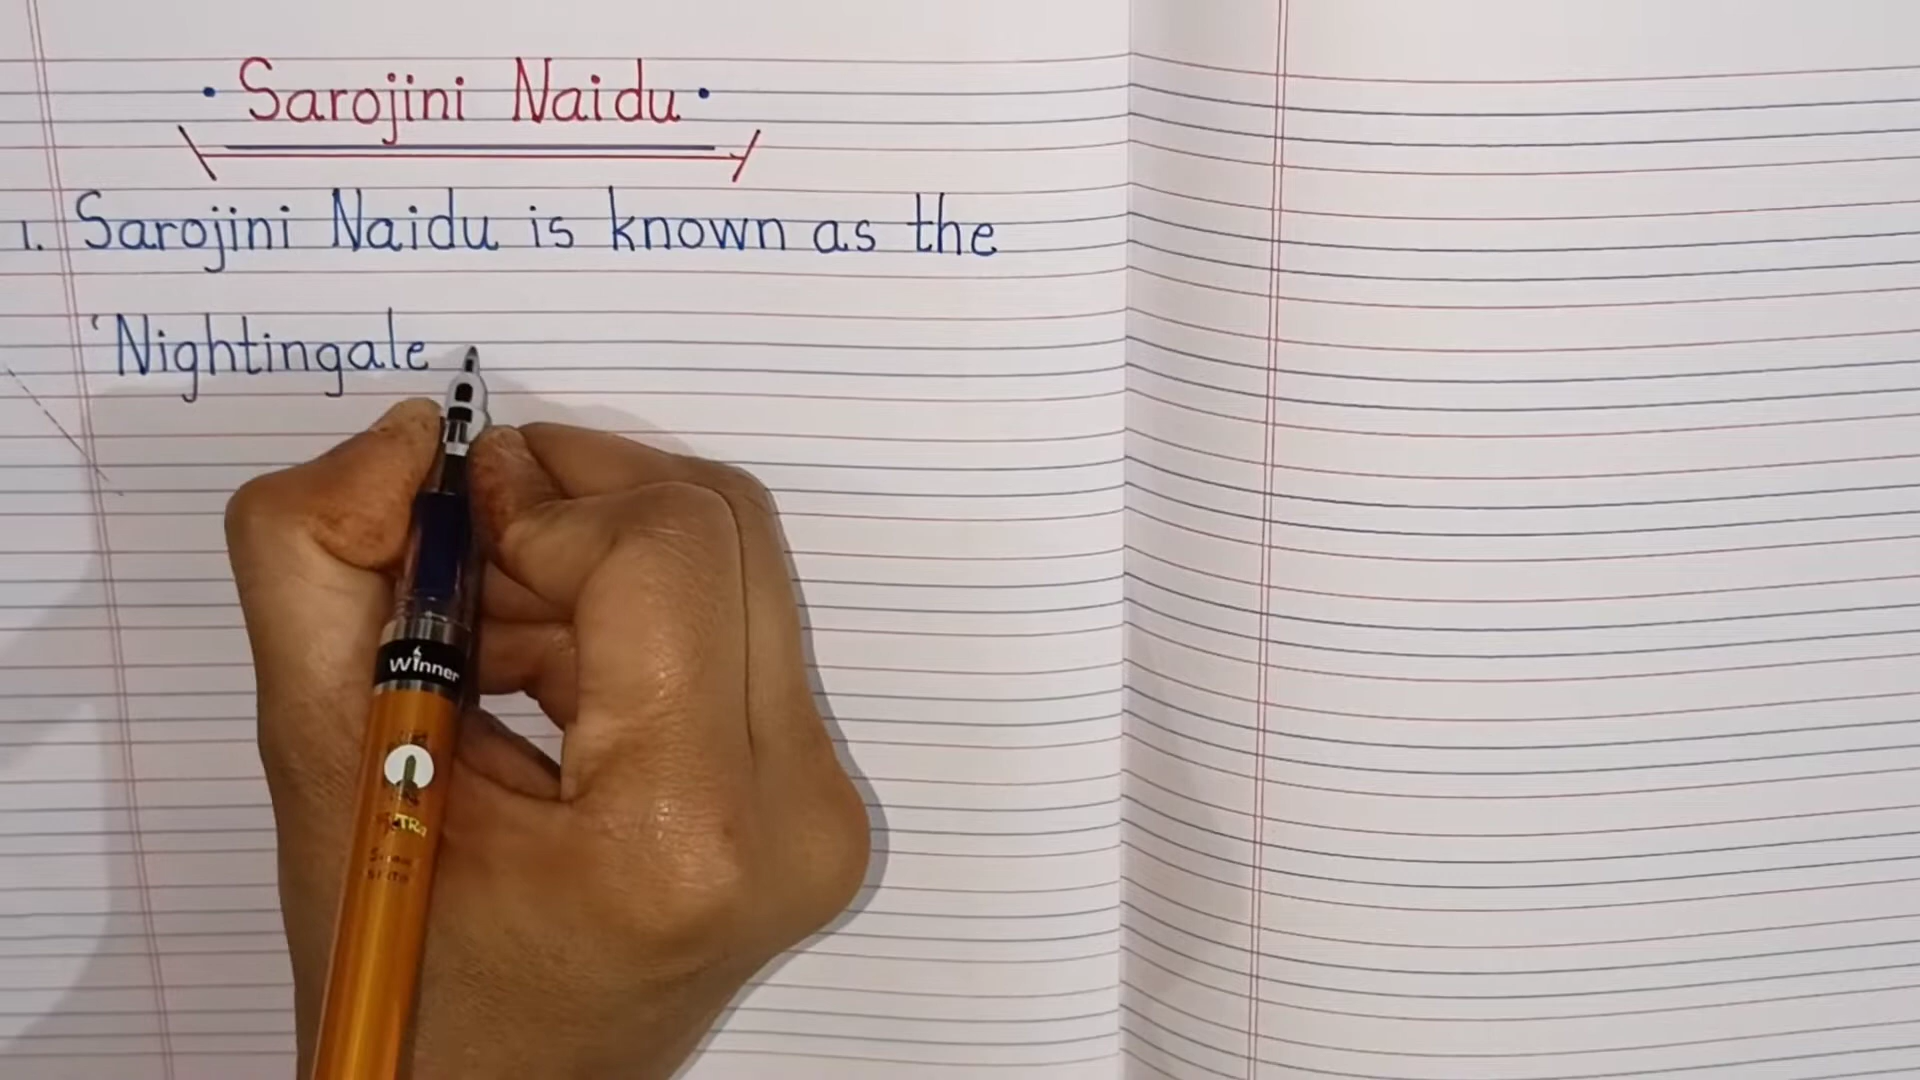 · Sarojini Naidu ·
1. Sarojini Naidu is known as the
'Nightingale
Winner